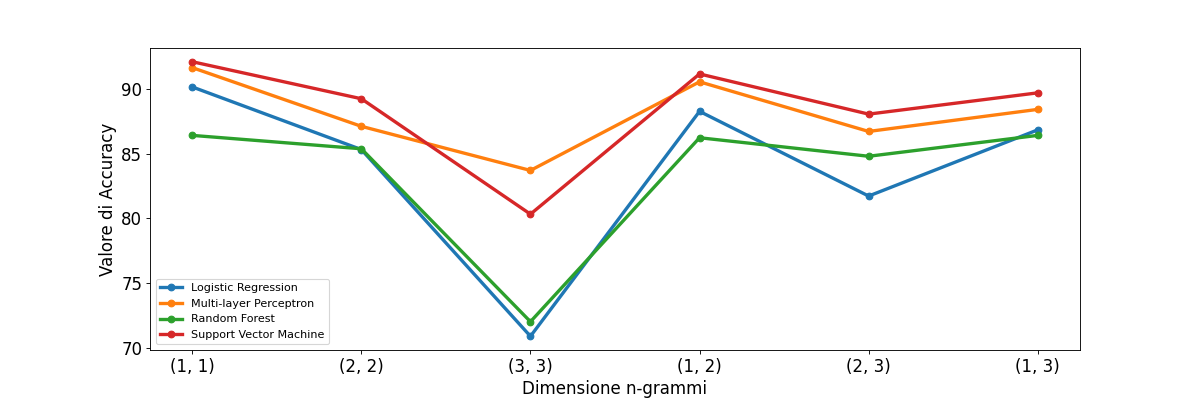 90
85
80
75
70
Valore di Accuracy
Logistic Regression
Multi-layer Perceptron
Random Forest
Support Vector Machine
(1, 1) (2, 2) (3, 3) (1, 2) (2, 3) (1, 3)
Dimensione n-grammi